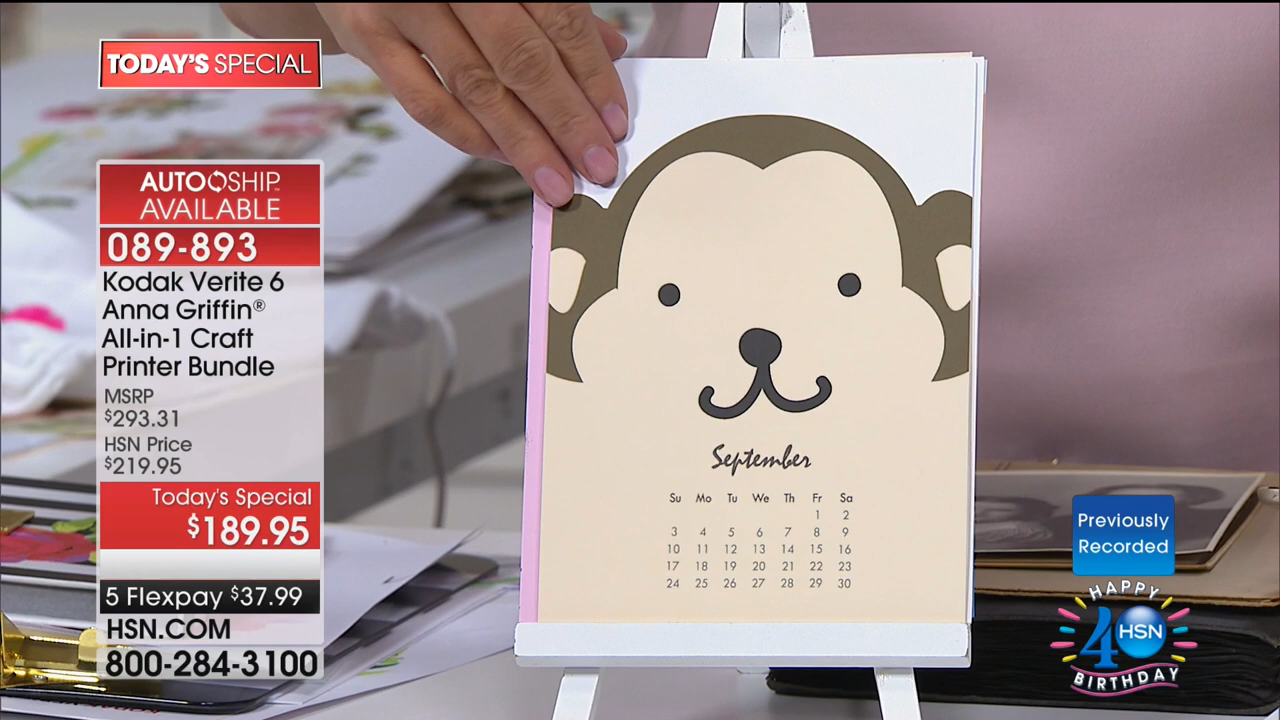 TODAY'S SPECIAL
AUTOSHIP™
AVAILABLE
089-893
Kodak Verite 6
Anna Griffin®
All-in-1 Craft
Printer Bundle
MSRP
$293.31
HSN Price
$219.95
Today's Special
$189.95
5 Flexpay $37.99
HSN.COM
800-284-3100
September
Su Mo Tu We Th Fr Sa
1 2
3 4 5 6 7 8 9
10 11 12 13 14 15 16
17 18 19 20 21 22 23
24 25 26 27 28 29 30
Previously
Recorded
HAPPY
40
HSN
BIRTHDAY